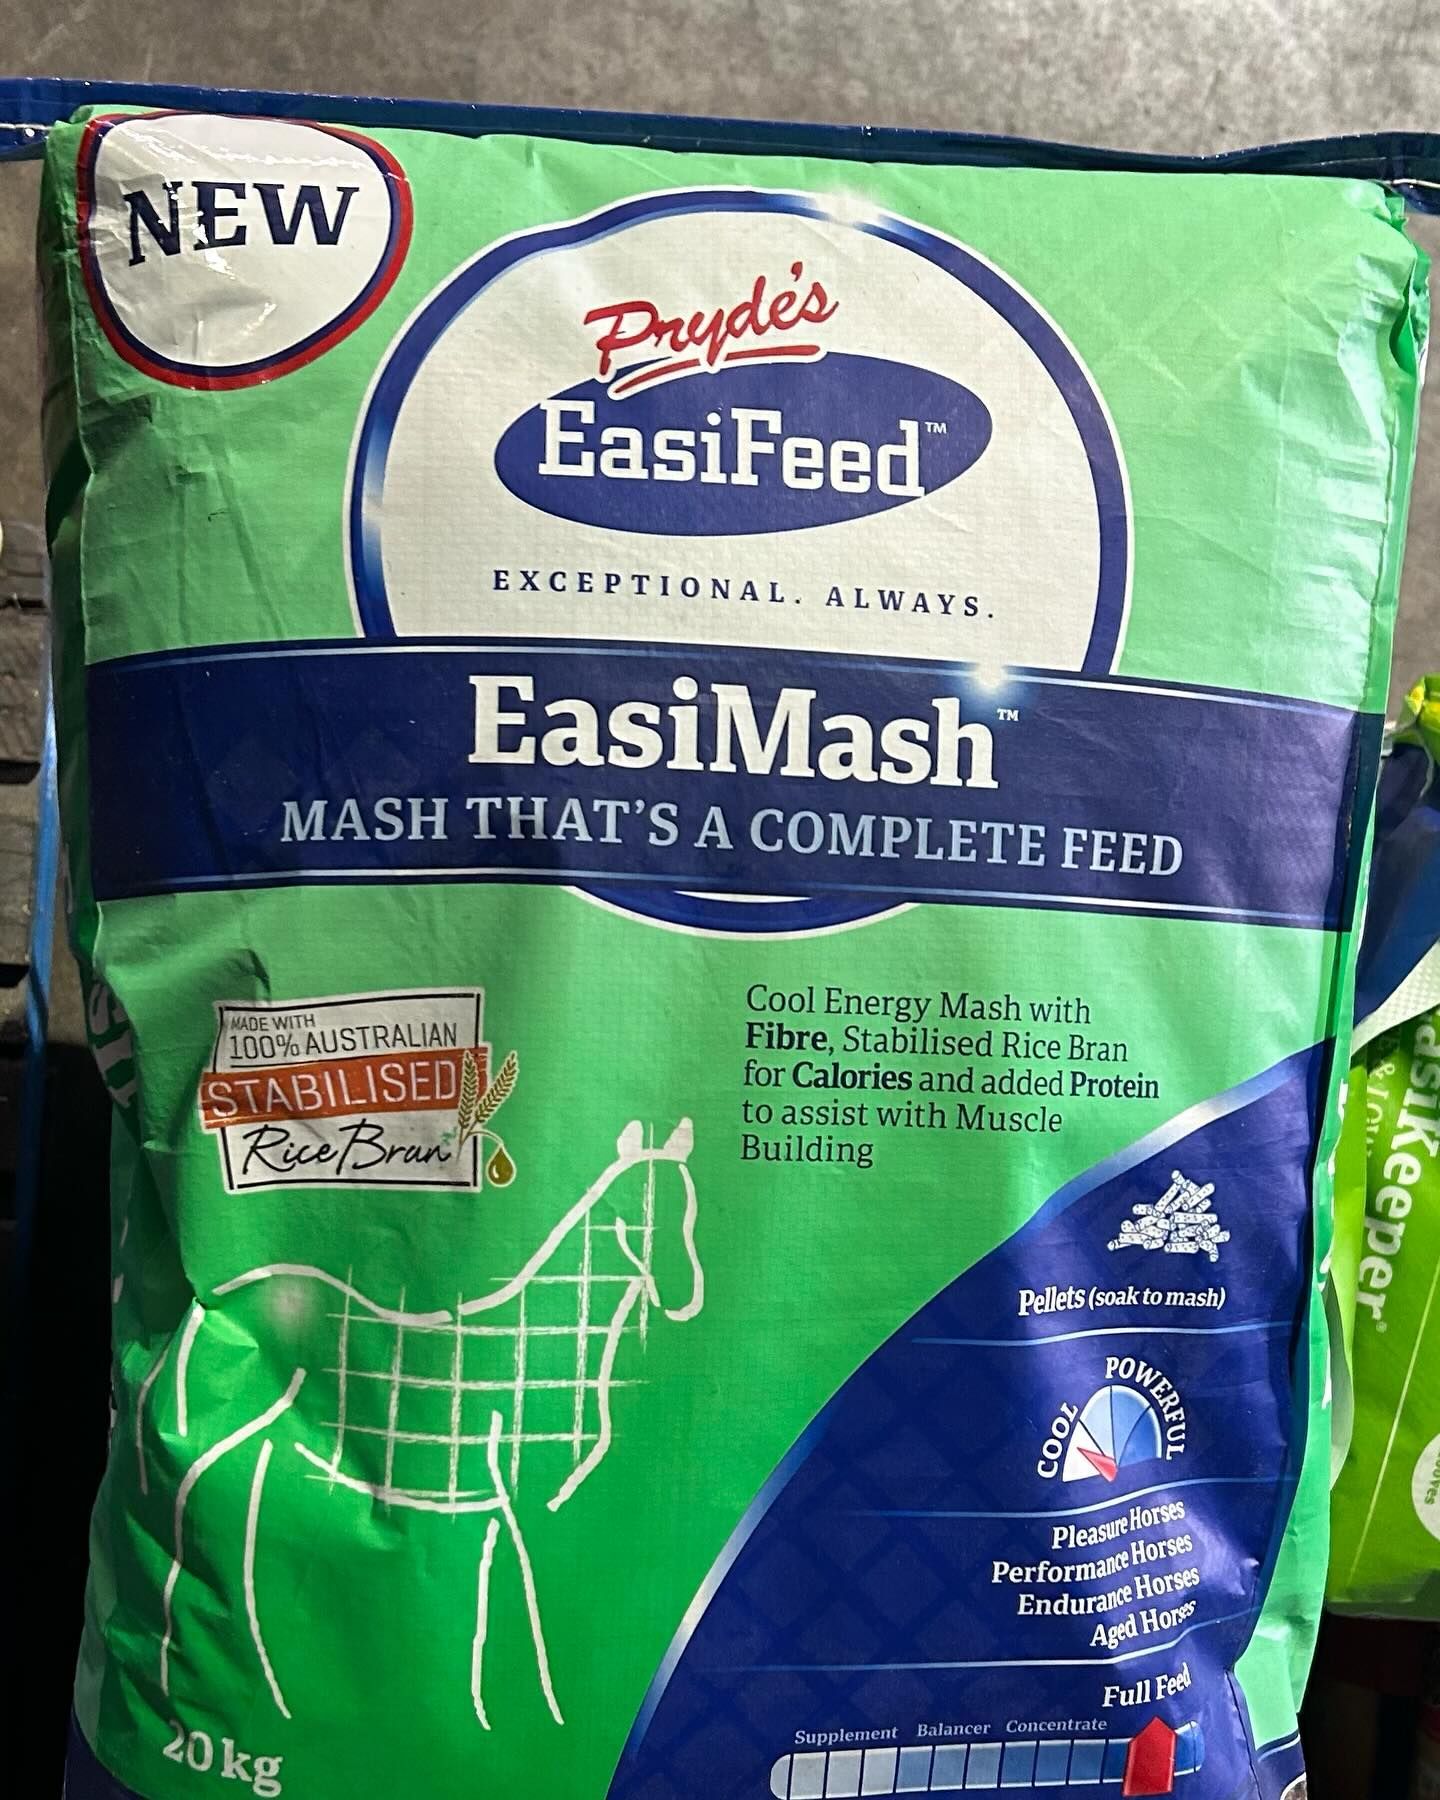 NEW
Pryde's
EasiFeed™
EXCEPTIONAL. ALWAYS.
EasiMash™
MASH THAT'S A COMPLETE FEED
MADE WITH
100% AUSTRALIAN
STABILISED
Rice Bran
Cool Energy Mash with
Fibre, Stabilised Rice Bran
for Calories and added Protein
to assist with Muscle
Building
Pellets (soak to mash)
COOL POWERFUL
Pleasure Horses
Performance Horses
Endurance Horses
Aged Horses
Full Feed
Supplement Balancer Concentrate
20kg
asiKeeper®